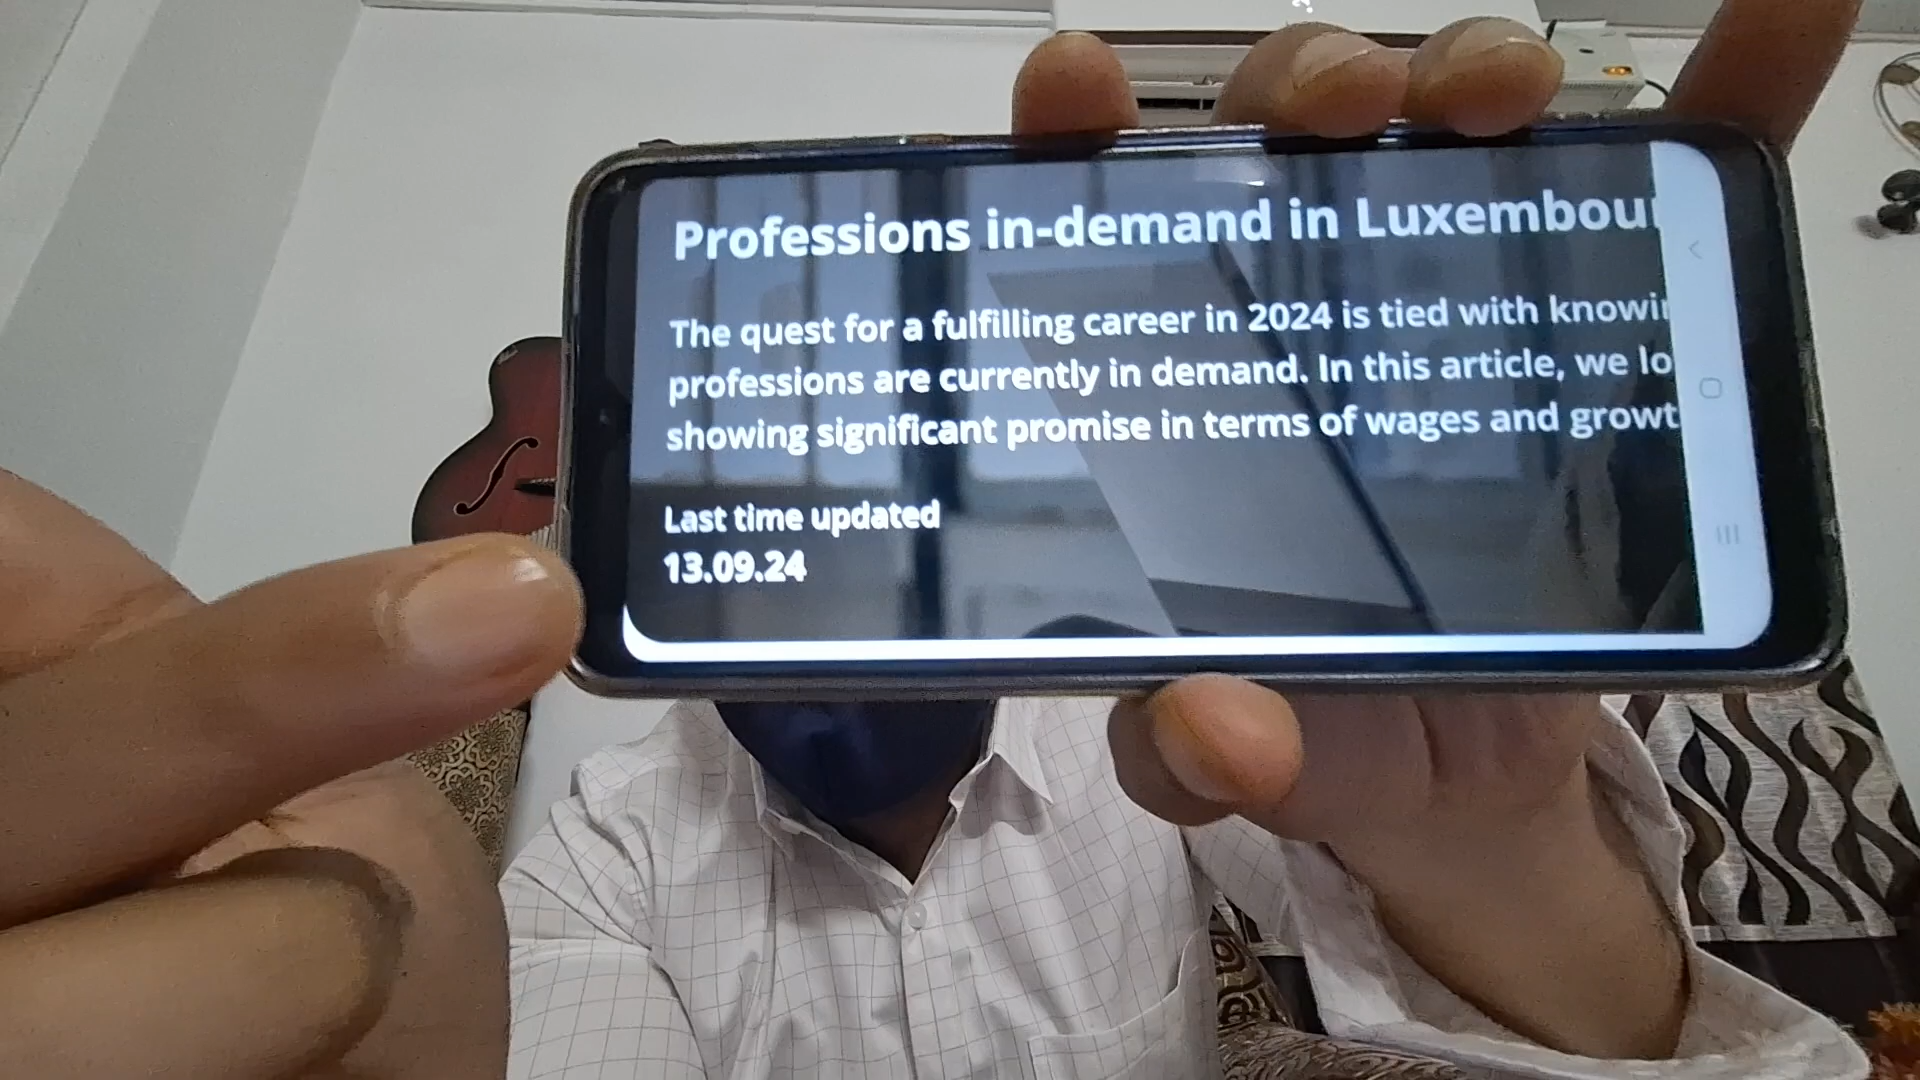 Professions in-demand in Luxembour
The quest for a fulfilling career in 2024 is tied with knowin
professions are currently in demand. In this article, we lo
showing significant promise in terms of wages and growt
Last time updated
13.09.24